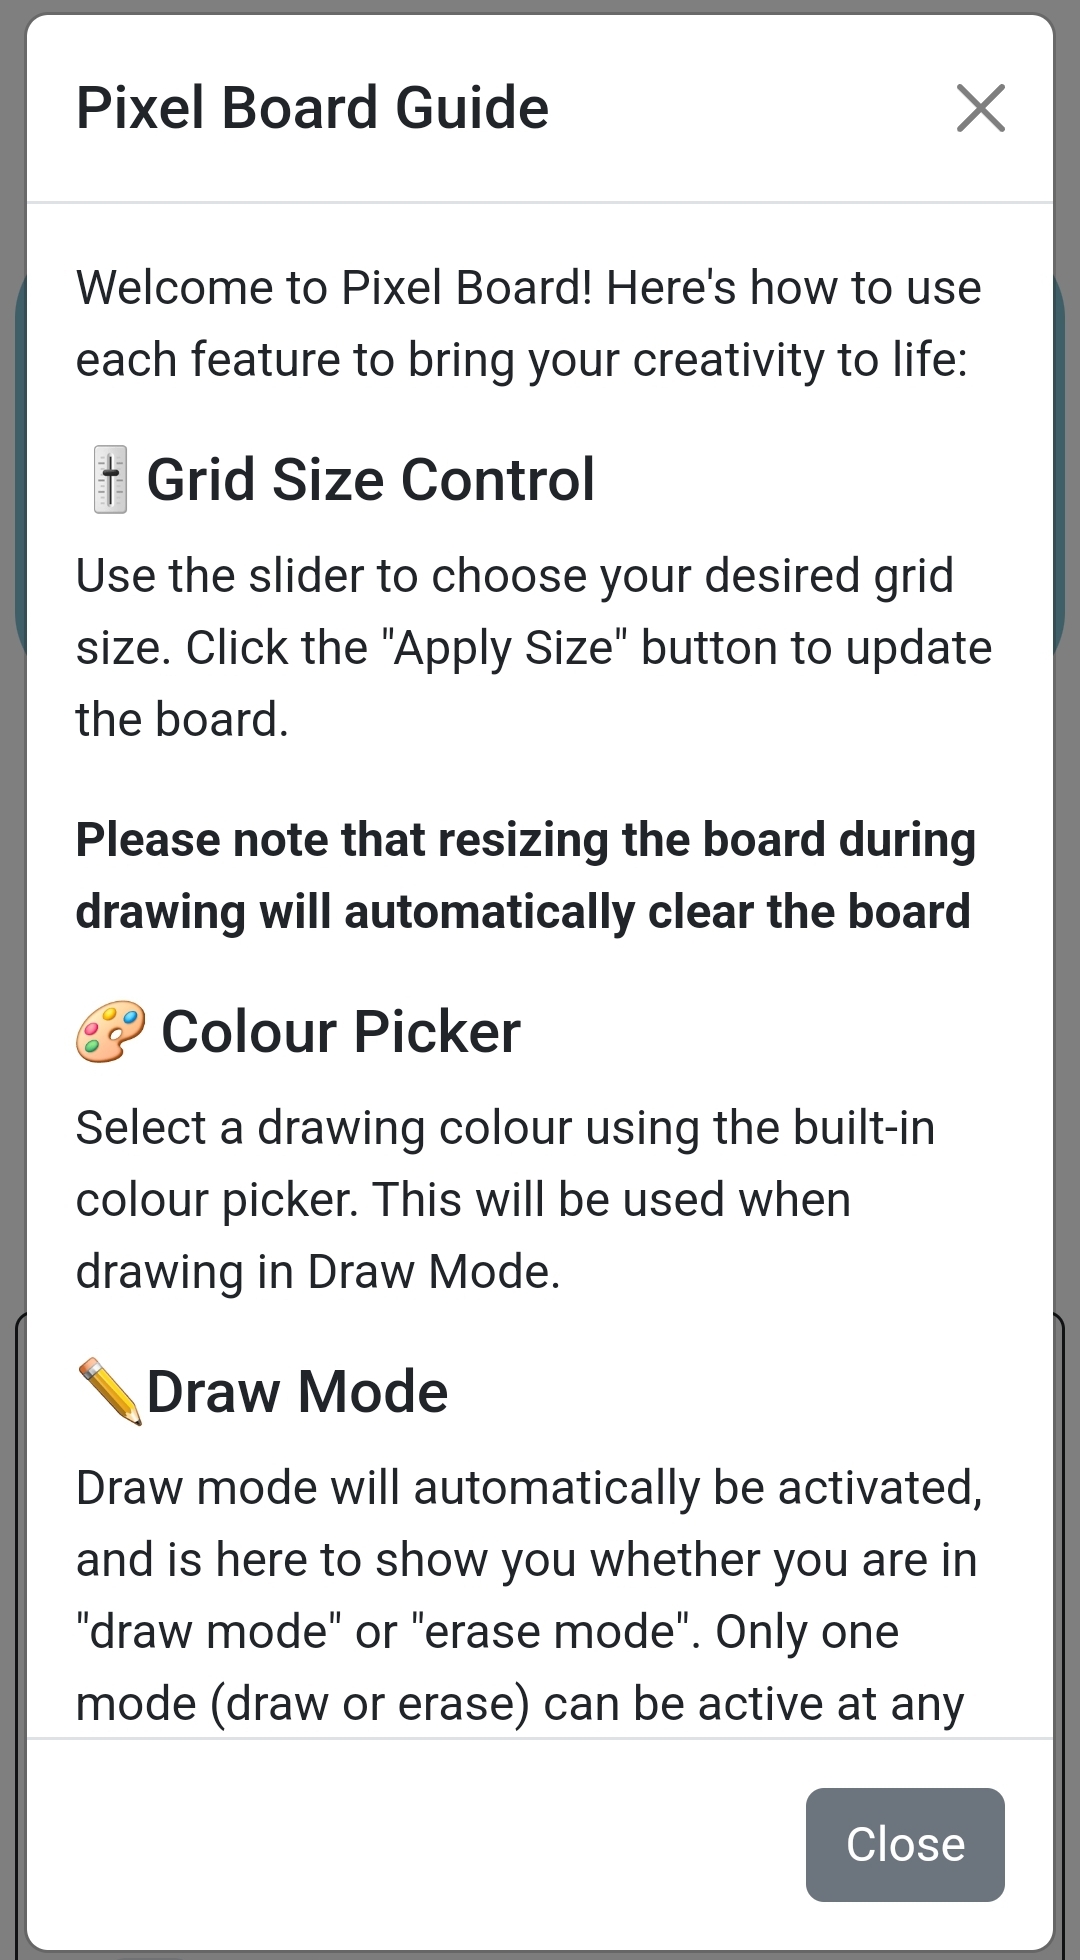 Pixel Board Guide
Welcome to Pixel Board! Here's how to use
each feature to bring your creativity to life:
Grid Size Control
Use the slider to choose your desired grid
size. Click the "Apply Size" button to update
the board.
Please note that resizing the board during
drawing will automatically clear the board
Colour Picker
Select a drawing colour using the built-in
colour picker. This will be used when
drawing in Draw Mode.
Draw Mode
Draw mode will automatically be activated,
and is here to show you whether you are in
"draw mode" or "erase mode". Only one
mode (draw or erase) can be active at any
Close